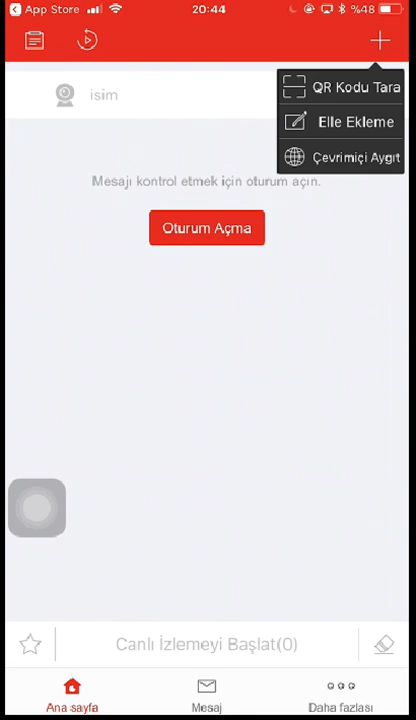 App Store
20:44
%48
QR Kodu Tara
isim
Elle Ekleme
Çevrimiçi Aygıt
Mesajı kontrol etmek için oturum açın.
Oturum Açma
Canlı İzlemeyi Başlat(0)
Ana sayfa
Mesaj
Daha fazlası